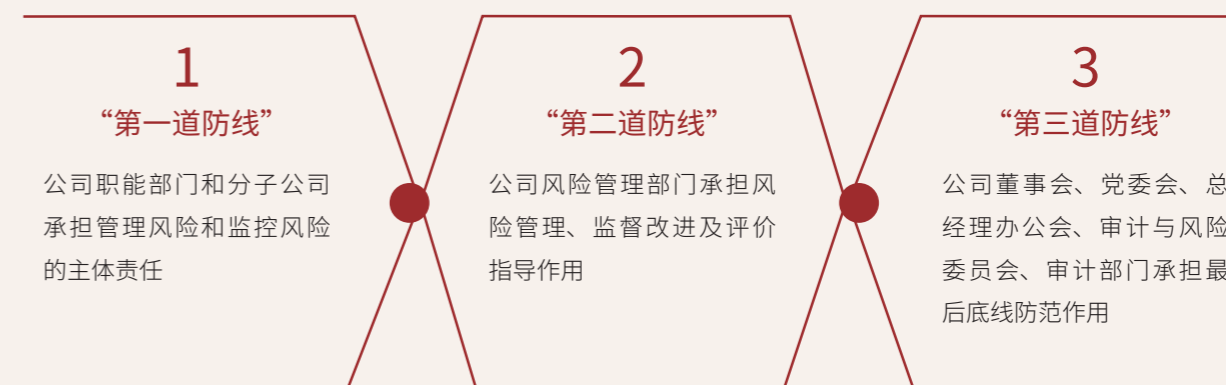 1
“第一道防线”
公司职能部门和分子公司
承担管理风险和监控风险
的主体责任
2
“第二道防线”
公司风险管理部门承担风
险管理、监督改进及评价
指导作用
3
“第三道防线”
公司董事会、党委会、总
经理办公会、审计与风险
委员会、审计部门承担最
后底线防范作用